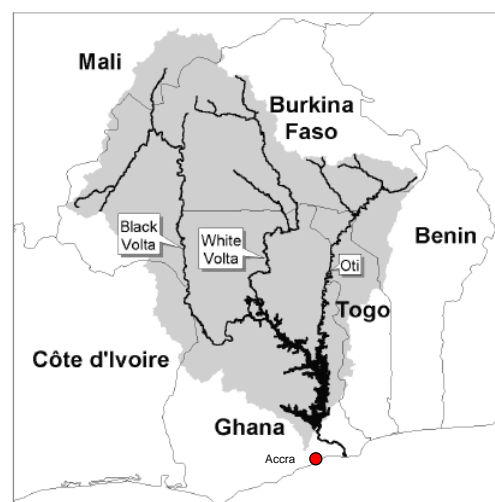 Mali
Burkina
Faso
Black
Volta
White
Volta
Benin
Oti
Togo
Côte d'Ivoire
Ghana
Accra